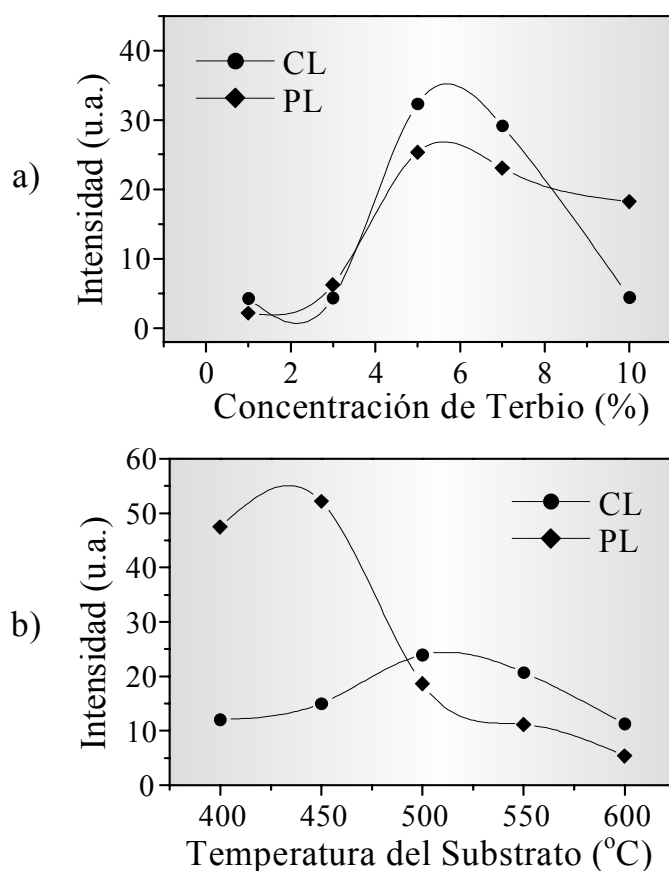 a)
Intensidad (u.a.)
40
30
20
10
0
CL
PL
0 2 4 6 8 10
Concentración de Terbio (%)
b)
Intensidad (u.a.)
60
50
40
30
20
10
0
CL
PL
400 450 500 550 600
Temperatura del Substrato (°C)